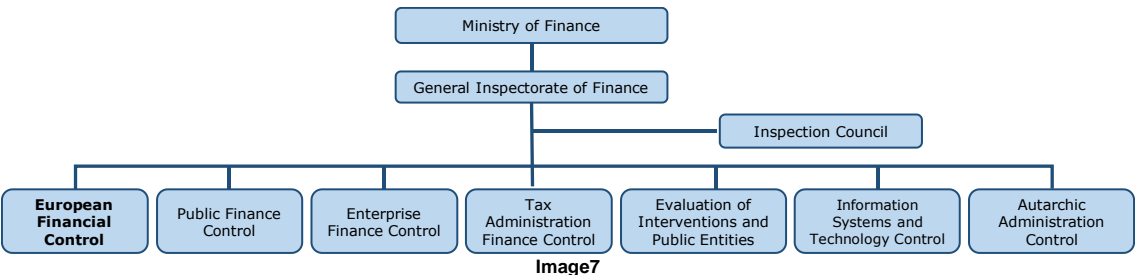 Ministry of Finance
General Inspectorate of Finance
Inspection Council
European
Financial
Control
Public Finance
Control
Enterprise
Finance Control
Tax
Administration
Finance Control
Evaluation of
Interventions and
Public Entities
Information
Systems and
Technology Control
Autarchic
Administration
Control
Image7